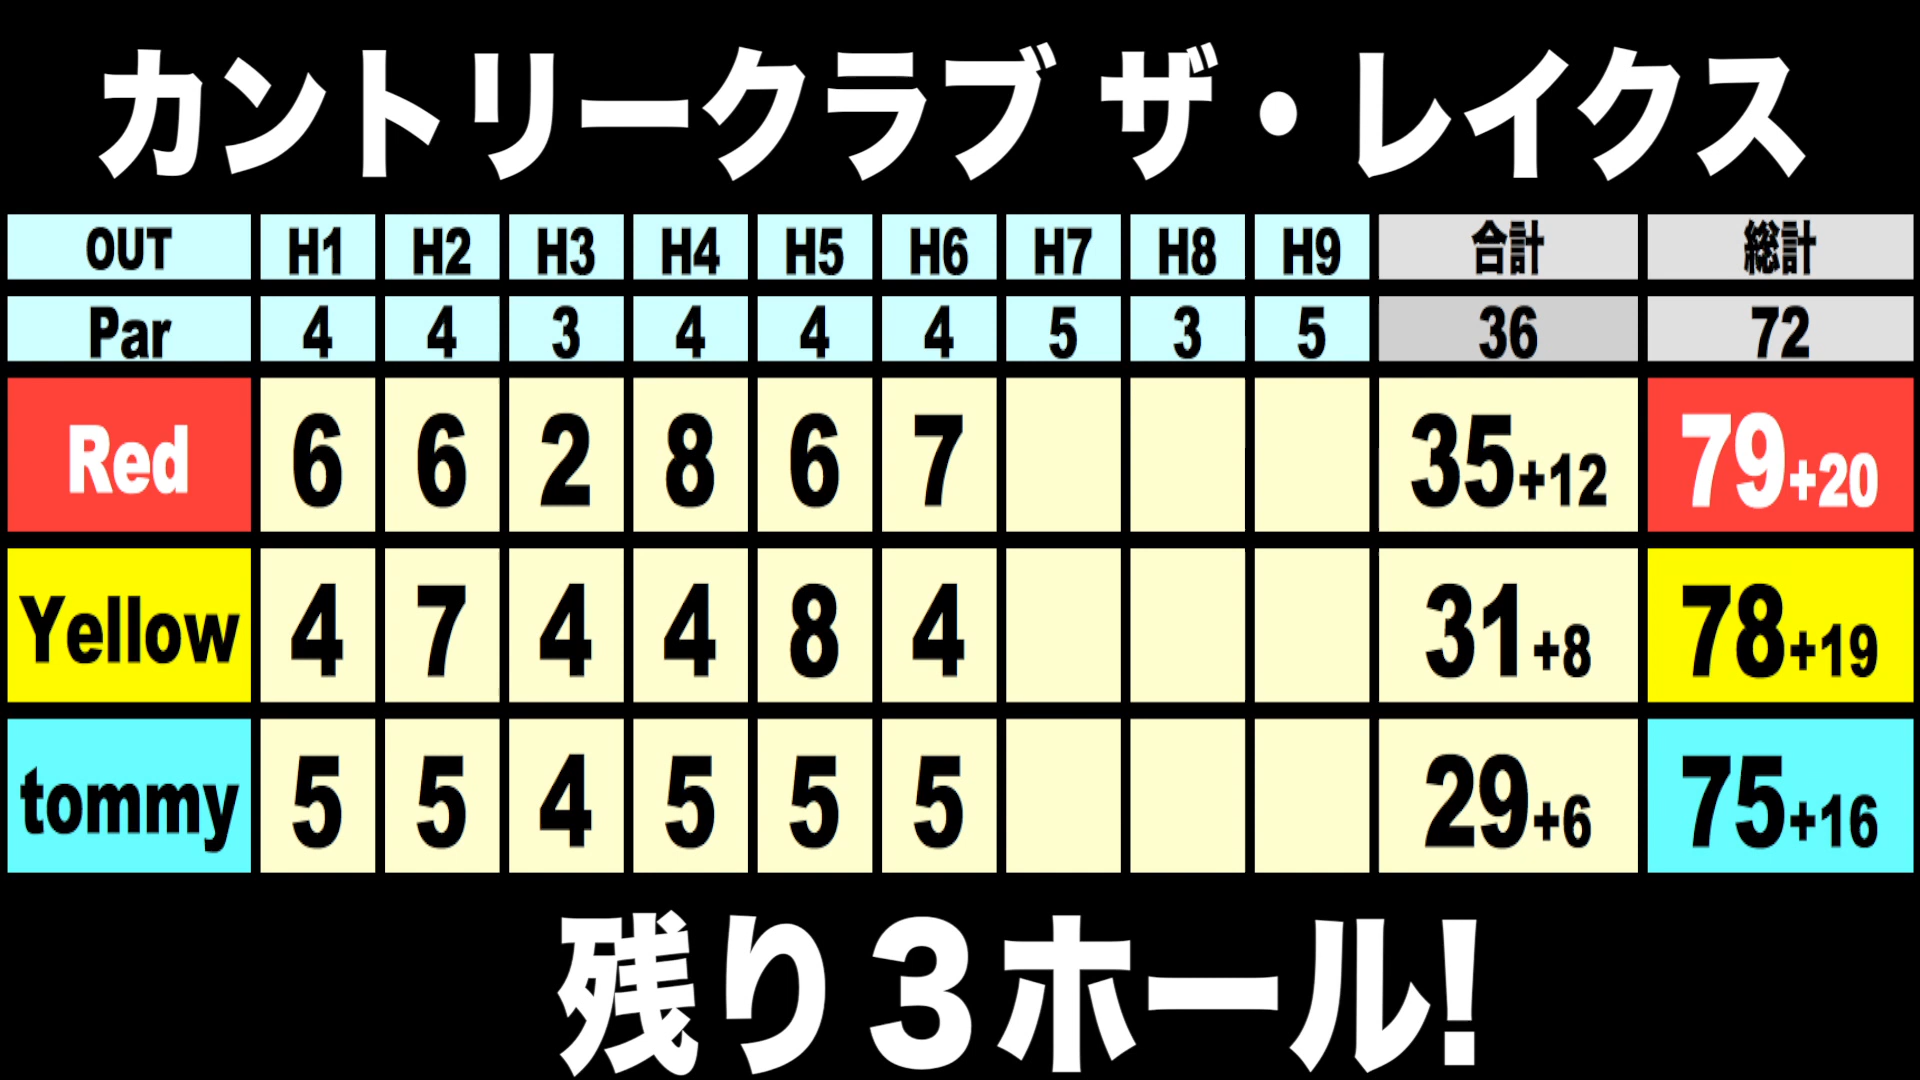 カントリークラブ ザ・レイクス
OUT H1 H2 H3 H4 H5 H6 H7 H8 H9 合計 総計
Par 4 4 3 4 4 4 5 3 5 36 72
Red 6 6 2 8 6 7 35+12 79+20
Yellow 4 7 4 4 8 4 31+8 78+19
tommy 5 5 4 5 5 5 29+6 75+16
残り3ホール!